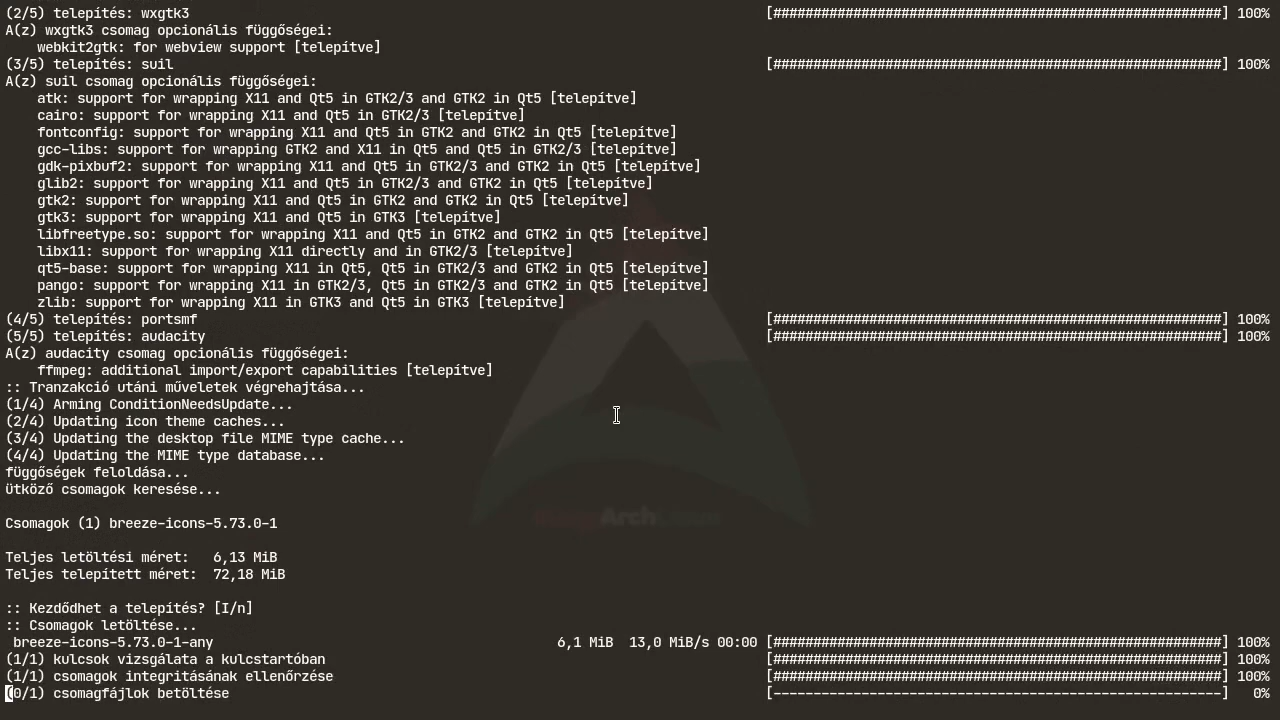 (2/5) telepítés: wxgtk3 [########################################################] 100%
A(z) wxgtk3 csomag opcionális függőségei:
    webkit2gtk: for webview support [telepítve]
(3/5) telepítés: suil [########################################################] 100%
A(z) suil csomag opcionális függőségei:
    atk: support for wrapping X11 and Qt5 in GTK2/3 and GTK2 in Qt5 [telepítve]
    cairo: support for wrapping X11 and Qt5 in GTK2/3 [telepítve]
    fontconfig: support for wrapping X11 and Qt5 in GTK2 and GTK2 in Qt5 [telepítve]
    gcc-libs: support for wrapping GTK2 and X11 in Qt5 and Qt5 in GTK2/3 [telepítve]
    gdk-pixbuf2: support for wrapping X11 and Qt5 in GTK2/3 and GTK2 in Qt5 [telepítve]
    glib2: support for wrapping X11 and Qt5 in GTK2/3 and GTK2 in Qt5 [telepítve]
    gtk2: support for wrapping X11 and Qt5 in GTK2 and GTK2 in Qt5 [telepítve]
    gtk3: support for wrapping X11 and Qt5 in GTK3 [telepítve]
    libfreetype.so: support for wrapping X11 and Qt5 in GTK2 and GTK2 in Qt5 [telepítve]
    libx11: support for wrapping X11 directly and in GTK2/3 [telepítve]
    qt5-base: support for wrapping X11 in Qt5, Qt5 in GTK2/3 and GTK2 in Qt5 [telepítve]
    pango: support for wrapping X11 in GTK2/3, Qt5 in GTK2/3 and GTK2 in Qt5 [telepítve]
    zlib: support for wrapping X11 in GTK3 and Qt5 in GTK3 [telepítve]
(4/5) telepítés: portsmf [########################################################] 100%
(5/5) telepítés: audacity [########################################################] 100%
A(z) audacity csomag opcionális függőségei:
    ffmpeg: additional import/export capabilities [telepítve]
:: Tranzakció utáni műveletek végrehajtása...
(1/4) Arming ConditionNeedsUpdate...
(2/4) Updating icon theme caches...
(3/4) Updating the desktop file MIME type cache...
(4/4) Updating the MIME type database...
függőségek feloldása...
ütköző csomagok keresése...
Csomagok (1) breeze-icons-5.73.0-1
Teljes letöltési méret:   6,13 MiB
Teljes telepített méret:  72,18 MiB
:: Kezdődhet a telepítés? [I/n]
:: Csomagok letöltése...
 breeze-icons-5.73.0-1-any 6,1 MiB  13,0 MiB/s 00:00 [########################################################] 100%
(1/1) kulcsok vizsgálata a kulcstartóban [########################################################] 100%
(1/1) csomagok integritásának ellenőrzése [########################################################] 100%
(0/1) csomagfájlok betöltése [--------------------------------------------------------] 0%